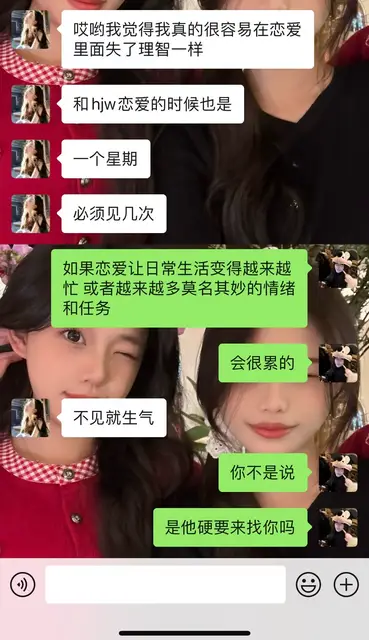 哎哟我觉得我真的很容易在恋爱
里面失了理智一样
和hjw恋爱的时候也是
一个星期
必须见几次
如果恋爱让日常生活变得越来越
忙 或者越来越多莫名其妙的情绪
和任务
会很累的
不见就生气
你不是说
是他硬要来找你吗